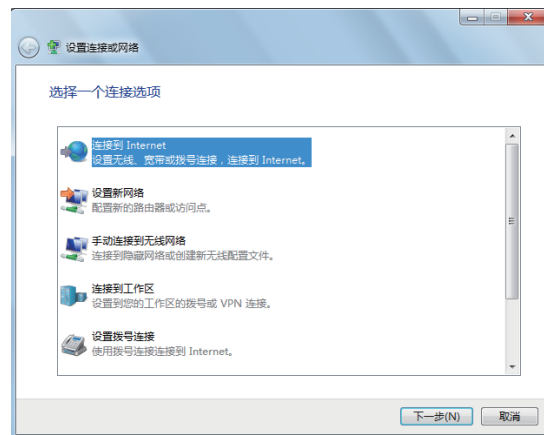 设置连接或网络
选择一个连接选项
连接到 Internet
设置无线、宽带或拨号连接，连接到 Internet。
设置新网络
配置新的路由器或访问点。
手动连接到无线网络
连接到隐藏网络或创建新无线配置文件。
连接到工作区
设置到您的工作区的拨号或 VPN 连接。
设置拨号连接
使用拨号连接连接到 Internet。
下一步(N)
取消